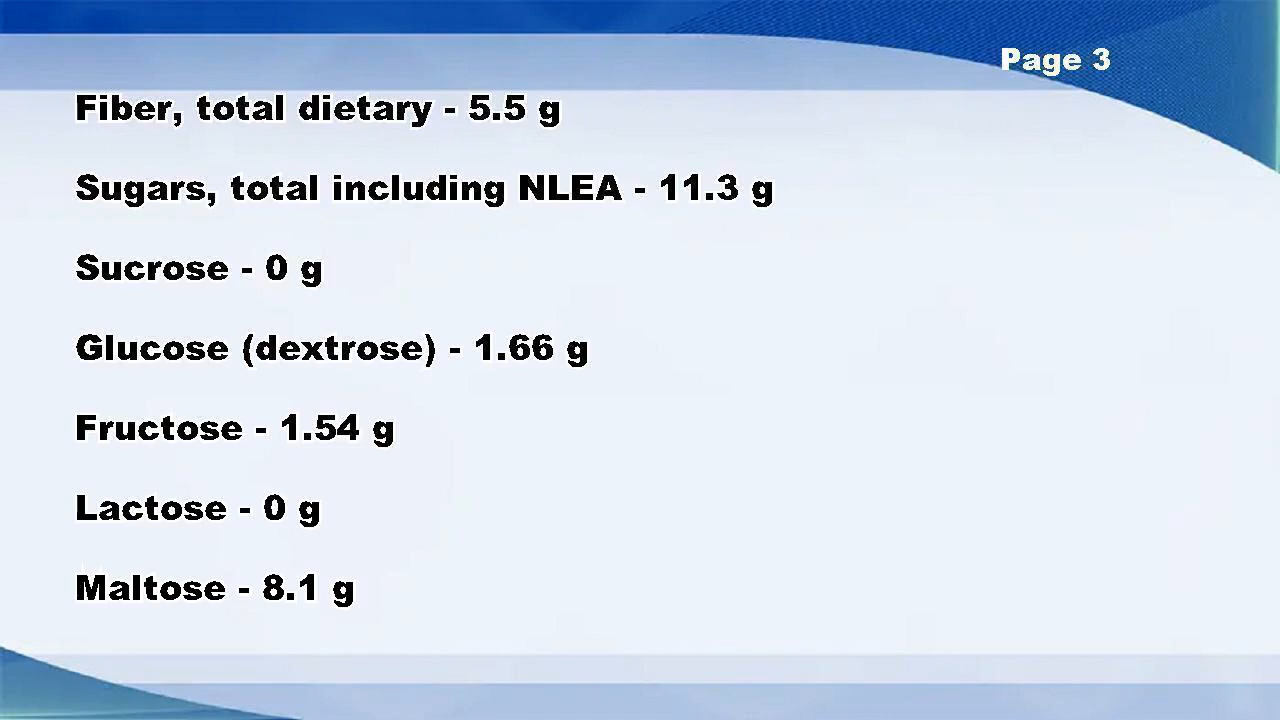 Page 3
Fiber, total dietary - 5.5 g
Sugars, total including NLEA - 11.3 g
Sucrose - 0 g
Glucose (dextrose) - 1.66 g
Fructose - 1.54 g
Lactose - 0 g
Maltose - 8.1 g